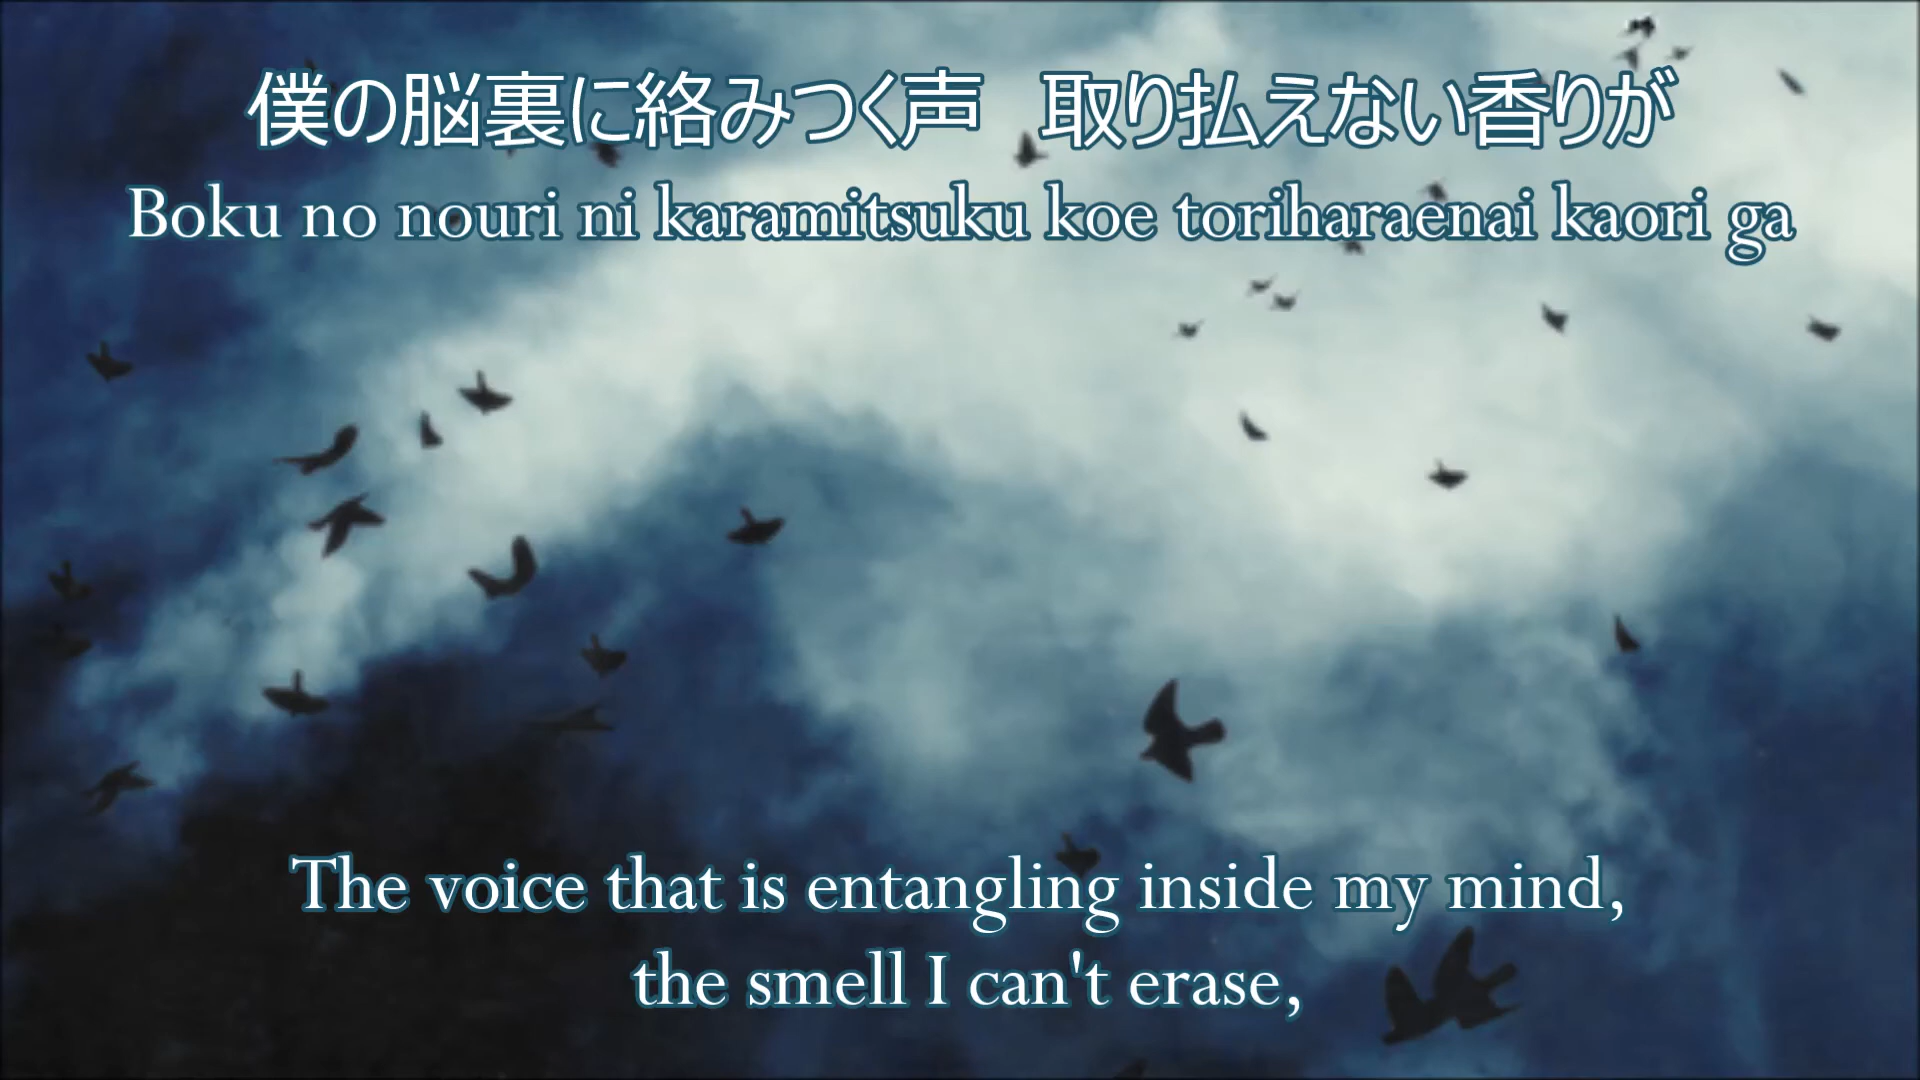 僕の脳裏に絡みつく声　取り払えない香りが
Boku no nouri ni karamitsuku koe toriharaenai kaori ga
The voice that is entangling inside my mind,
the smell I can't erase,